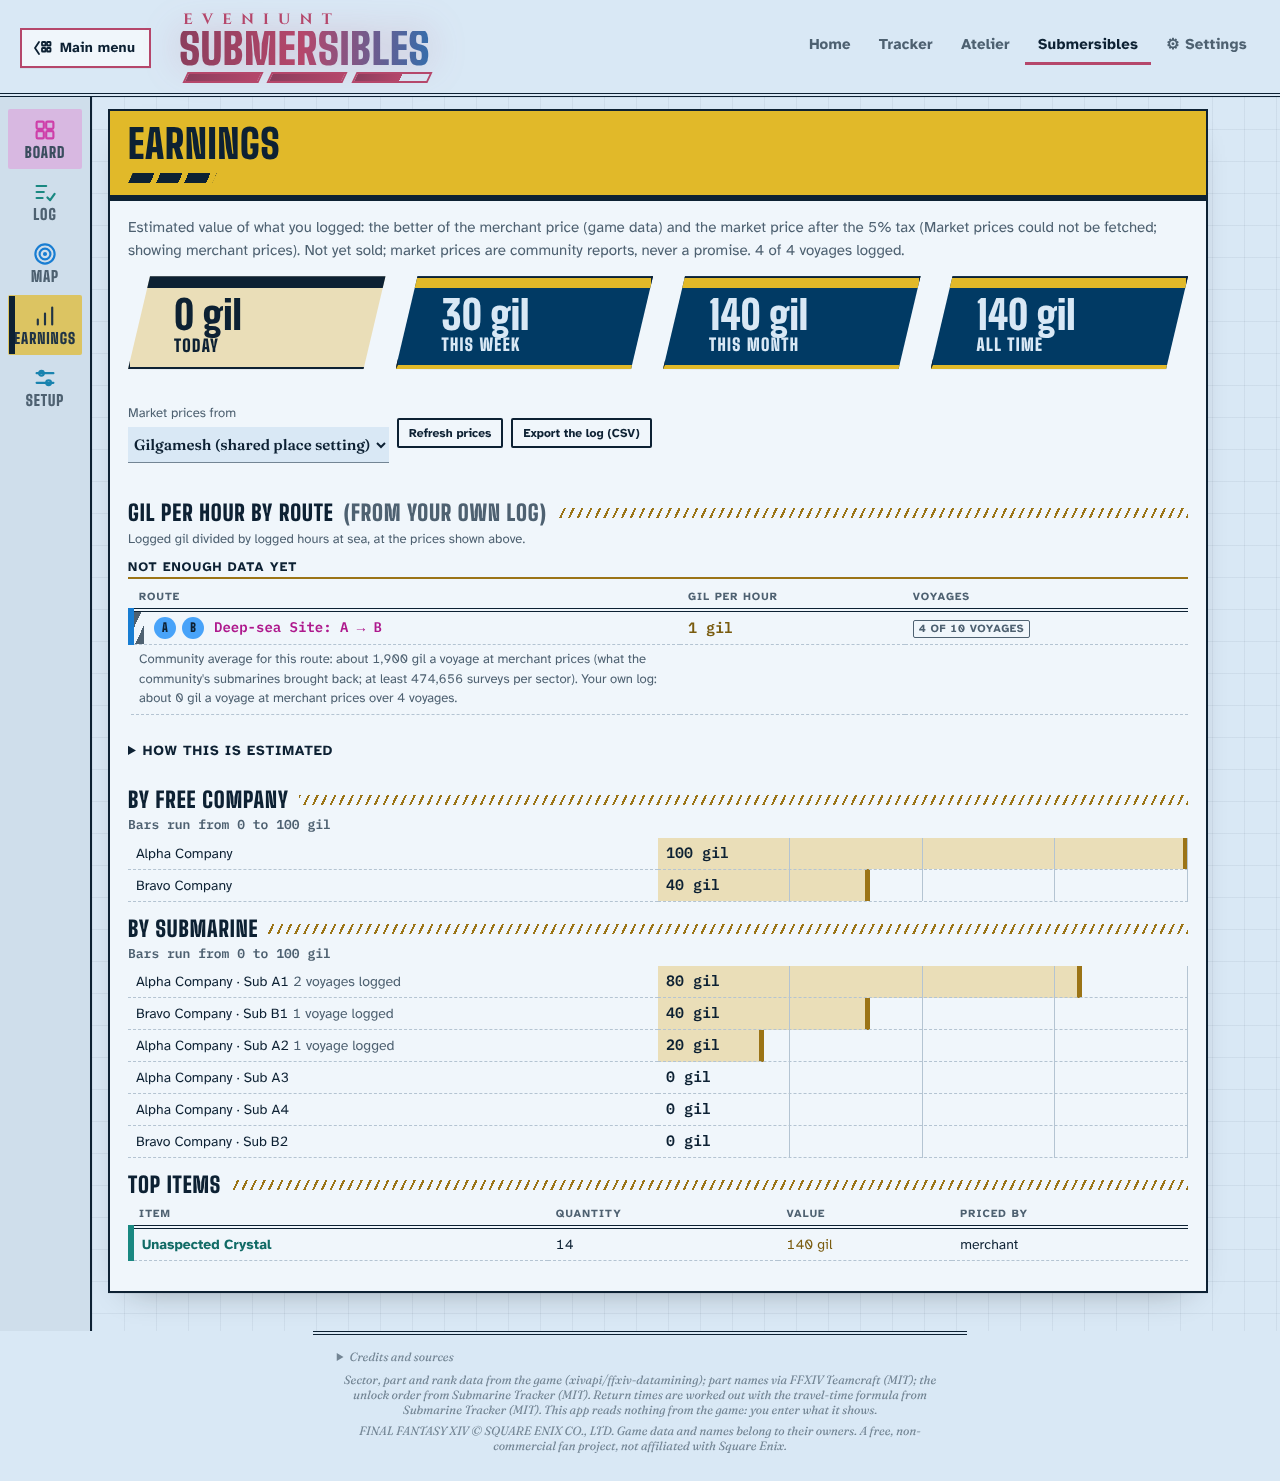 Main menu
EVENIUNT
SUBMERSIBLES
Home
Tracker
Atelier
Submersibles
⚙ Settings
BOARD
LOG
MAP
EARNINGS
SETUP
EARNINGS
Estimated value of what you logged: the better of the merchant price (game data) and the market price after the 5% tax (Market prices could not be fetched;
showing merchant prices). Not yet sold; market prices are community reports, never a promise. 4 of 4 voyages logged.
0 gil
TODAY
30 gil
THIS WEEK
140 gil
THIS MONTH
140 gil
ALL TIME
Market prices from
Gilgamesh (shared place setting)
Refresh prices
Export the log (CSV)
GIL PER HOUR BY ROUTE (FROM YOUR OWN LOG)
Logged gil divided by logged hours at sea, at the prices shown above.
NOT ENOUGH DATA YET
ROUTE GIL PER HOUR VOYAGES
A B Deep-sea Site: A → B 1 gil 4 OF 10 VOYAGES
Community average for this route: about 1,900 gil a voyage at merchant prices (what the
community's submarines brought back; at least 474,656 surveys per sector). Your own log:
about 0 gil a voyage at merchant prices over 4 voyages.
▶ HOW THIS IS ESTIMATED
BY FREE COMPANY
Bars run from 0 to 100 gil
Alpha Company 100 gil
Bravo Company 40 gil
BY SUBMARINE
Bars run from 0 to 100 gil
Alpha Company · Sub A1 2 voyages logged 80 gil
Bravo Company · Sub B1 1 voyage logged 40 gil
Alpha Company · Sub A2 1 voyage logged 20 gil
Alpha Company · Sub A3 0 gil
Alpha Company · Sub A4 0 gil
Bravo Company · Sub B2 0 gil
TOP ITEMS
ITEM QUANTITY VALUE PRICED BY
Unaspected Crystal 14 140 gil merchant
▶ Credits and sources
Sector, part and rank data from the game (xivapi/ffxiv-datamining); part names via FFXIV Teamcraft (MIT); the
unlock order from Submarine Tracker (MIT). Return times are worked out with the travel-time formula from
Submarine Tracker (MIT). This app reads nothing from the game: you enter what it shows.
FINAL FANTASY XIV © SQUARE ENIX CO., LTD. Game data and names belong to their owners. A free, non-
commercial fan project, not affiliated with Square Enix.